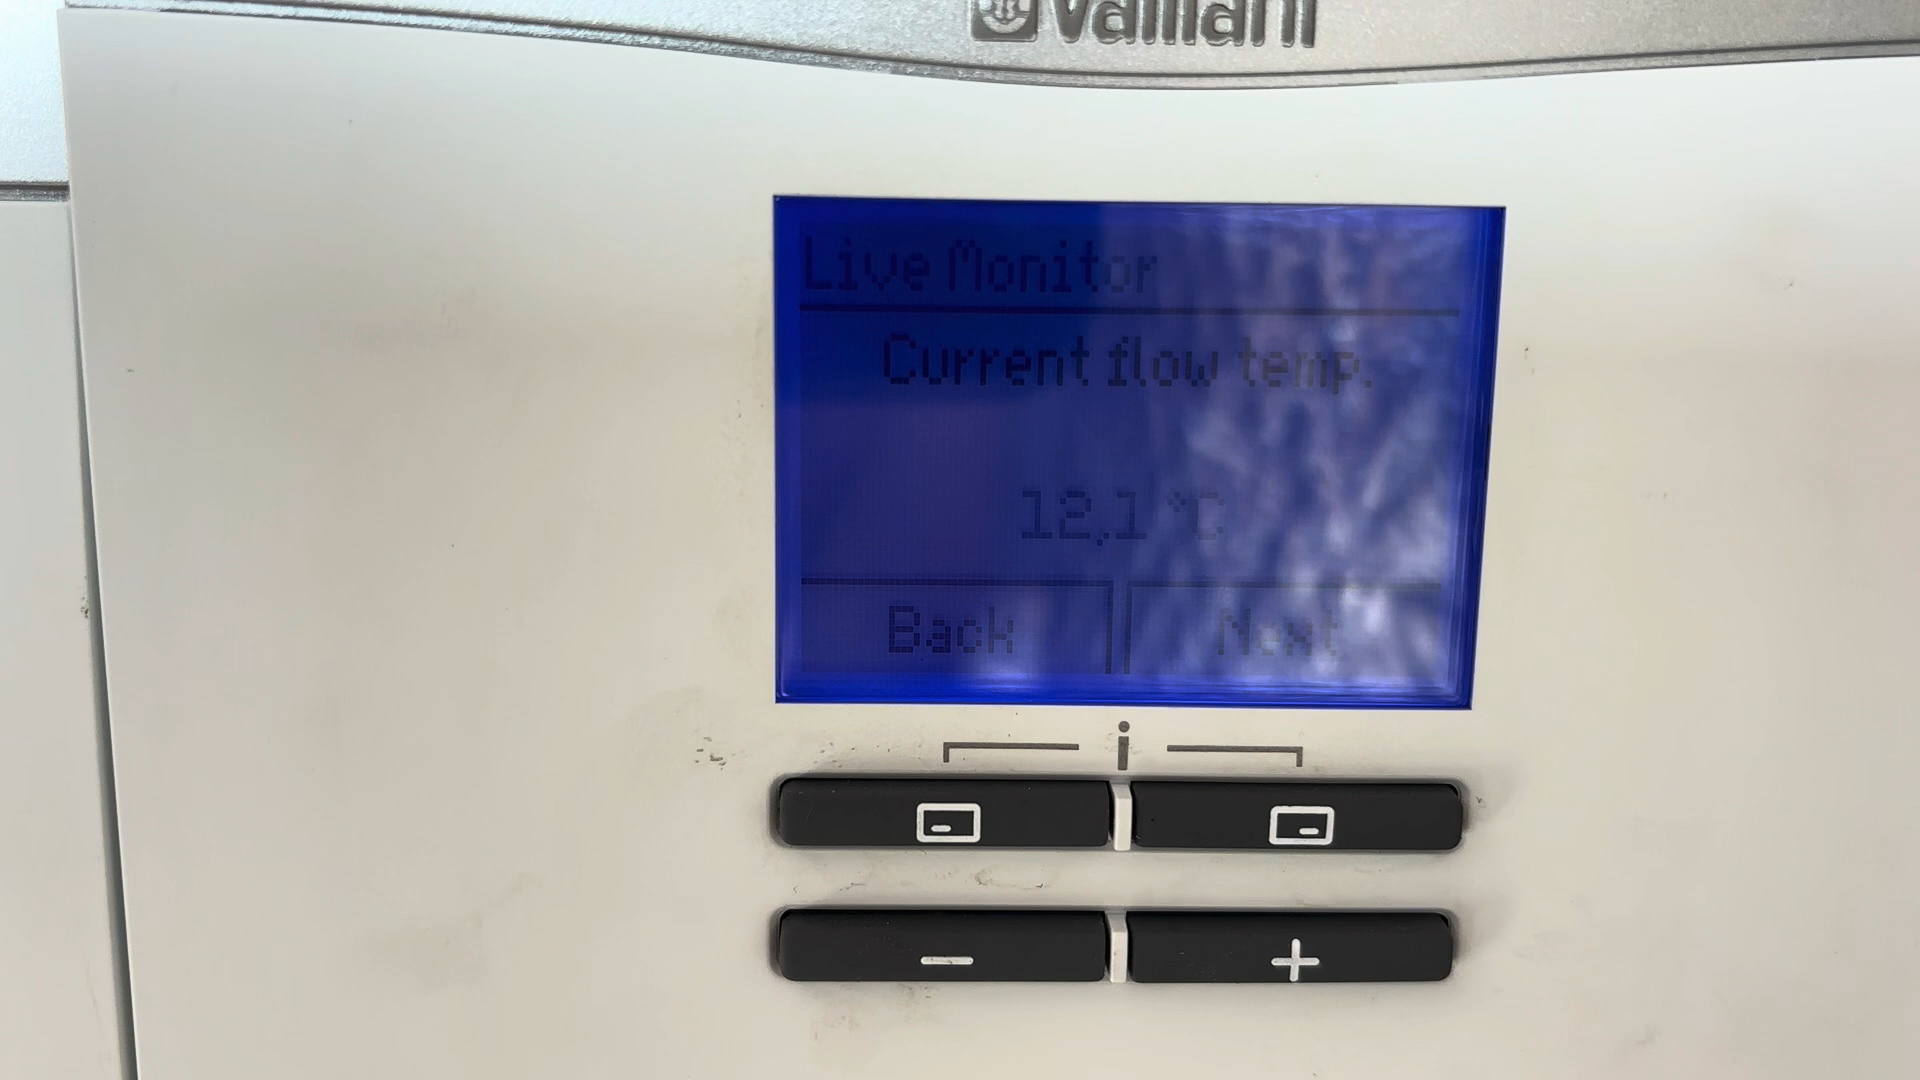 Vaillant
Live Monitor
Current flow temp.
12,1 °C
Back Next
i
− +